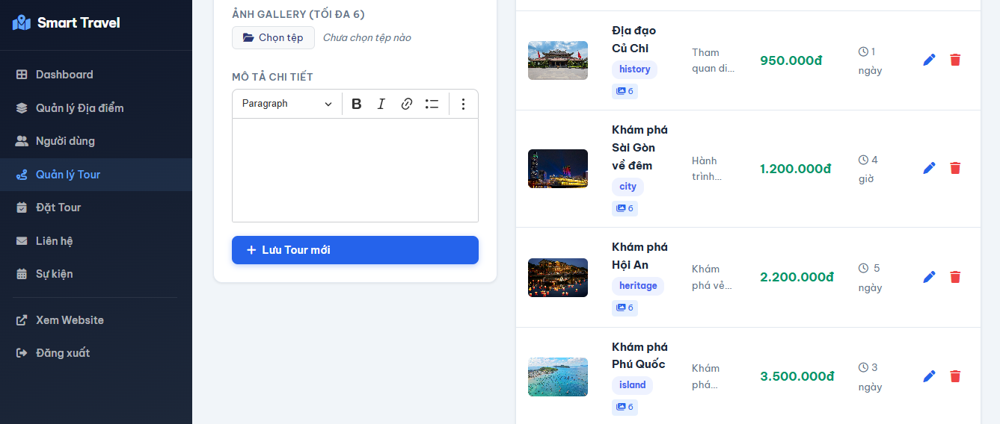 Smart Travel
Dashboard
Quản lý Địa điểm
Người dùng
Quản lý Tour
Đặt Tour
Liên hệ
Sự kiện
Xem Website
Đăng xuất
ẢNH GALLERY (TỐI ĐA 6)
Chọn tệp Chưa chọn tệp nào
MÔ TẢ CHI TIẾT
Paragraph B I
Lưu Tour mới
Địa đạo
Củ Chi
history
6
Tham
quan di...
950.000đ
1
ngày
Khám phá
Sài Gòn
về đêm
city
6
Hành
trình...
1.200.000đ
4
giờ
Khám phá
Hội An
heritage
6
Khám
phá vẻ...
2.200.000đ
5
ngày
Khám phá
Phú Quốc
island
6
Khám
phá...
3.500.000đ
3
ngày